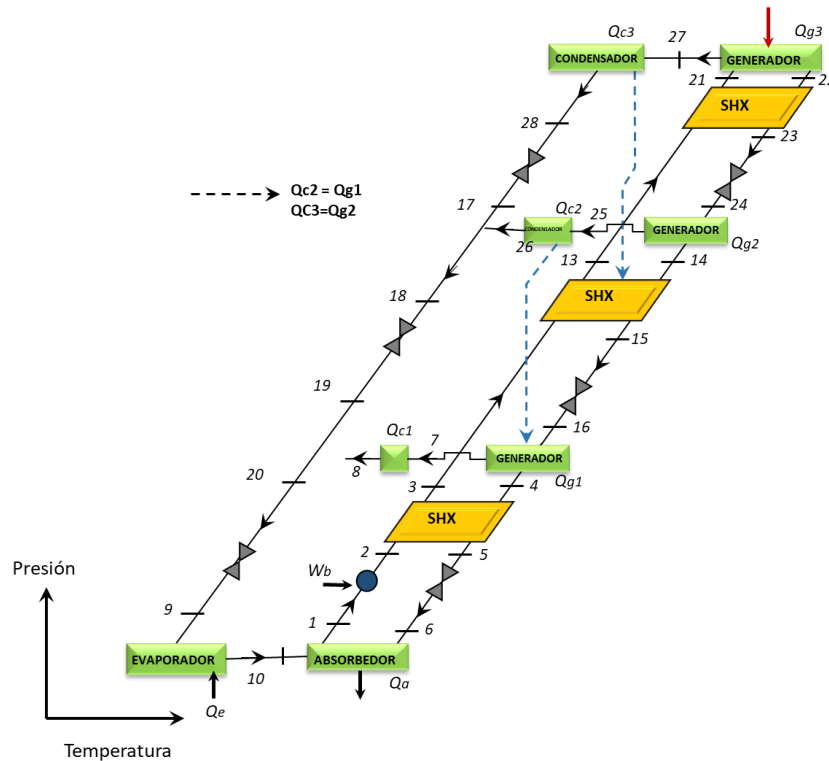 Qc3
27
Qg3
CONDENSADOR
GENERADOR
21
22
SHX
28
23
Qc2 = Qg1
QC3=Qg2
17
Qc2
25
24
CONDENSADOR
GENERADOR
26
Qg2
13
14
18
SHX
15
19
16
Qc1
7
GENERADOR
8
Qg1
20
3
4
SHX
2
5
Wb
Presión
9
1
6
EVAPORADOR
ABSORBEDOR
10
Qa
Qe
Temperatura